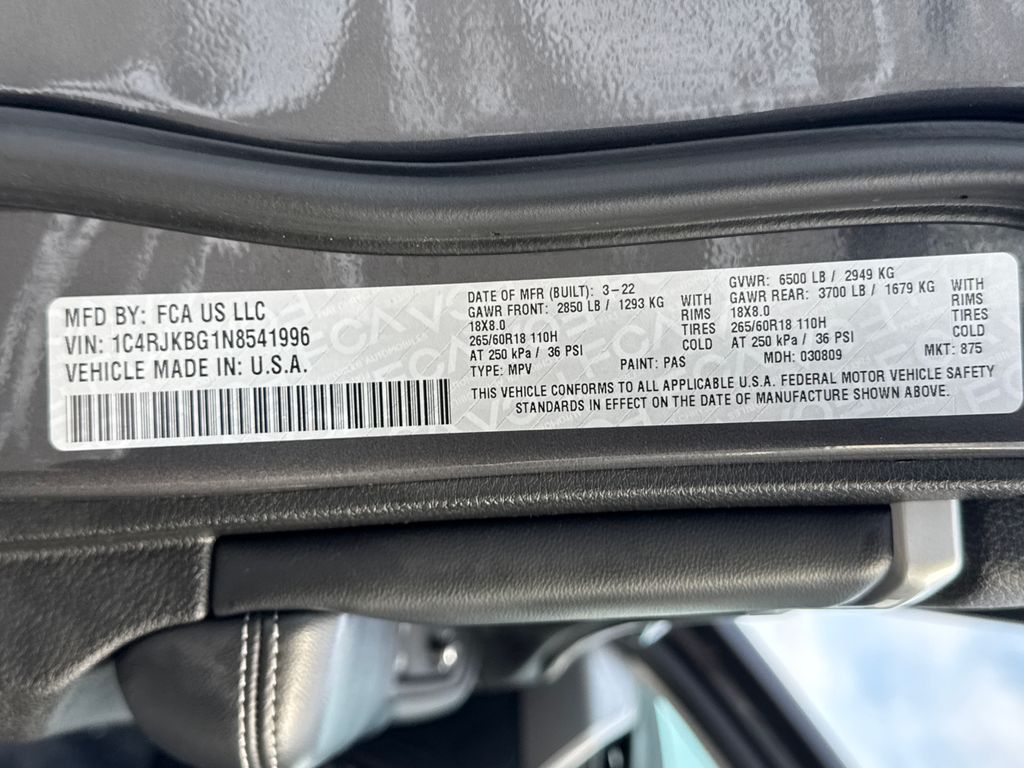 MFD BY: FCA US LLC
VIN: 1C4RJKBG1N8541996
VEHICLE MADE IN: U.S.A.
DATE OF MFR (BUILT): 3-22
GAWR FRONT: 2850 LB / 1293 KG WITH
18X8.0 RIMS
265/60R18 110H TIRES
AT 250 kPa / 36 PSI COLD
TYPE: MPV PAINT: PAS
GVWR: 6500 LB / 2949 KG
GAWR REAR: 3700 LB / 1679 KG WITH
18X8.0 RIMS
265/60R18 110H TIRES
AT 250 kPa / 36 PSI COLD
MDH: 030809 MKT: 875
THIS VEHICLE CONFORMS TO ALL APPLICABLE U.S.A. FEDERAL MOTOR VEHICLE SAFETY
STANDARDS IN EFFECT ON THE DATE OF MANUFACTURE SHOWN ABOVE.